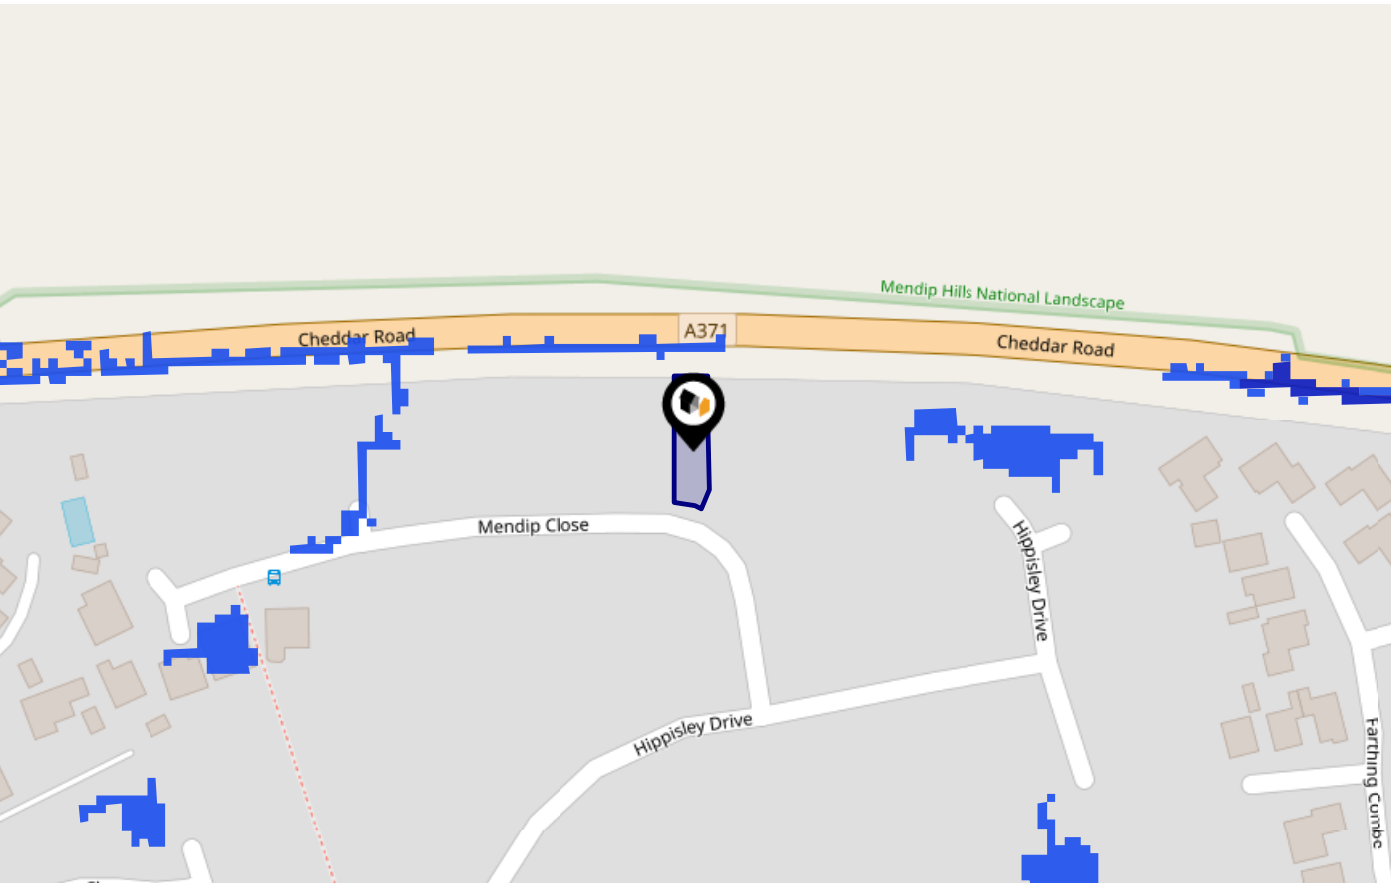 Mendip Hills National Landscape
Cheddar Road
A371
Cheddar Road
Mendip Close
Hippisley Drive
Hippisley Drive
Farthing Combe